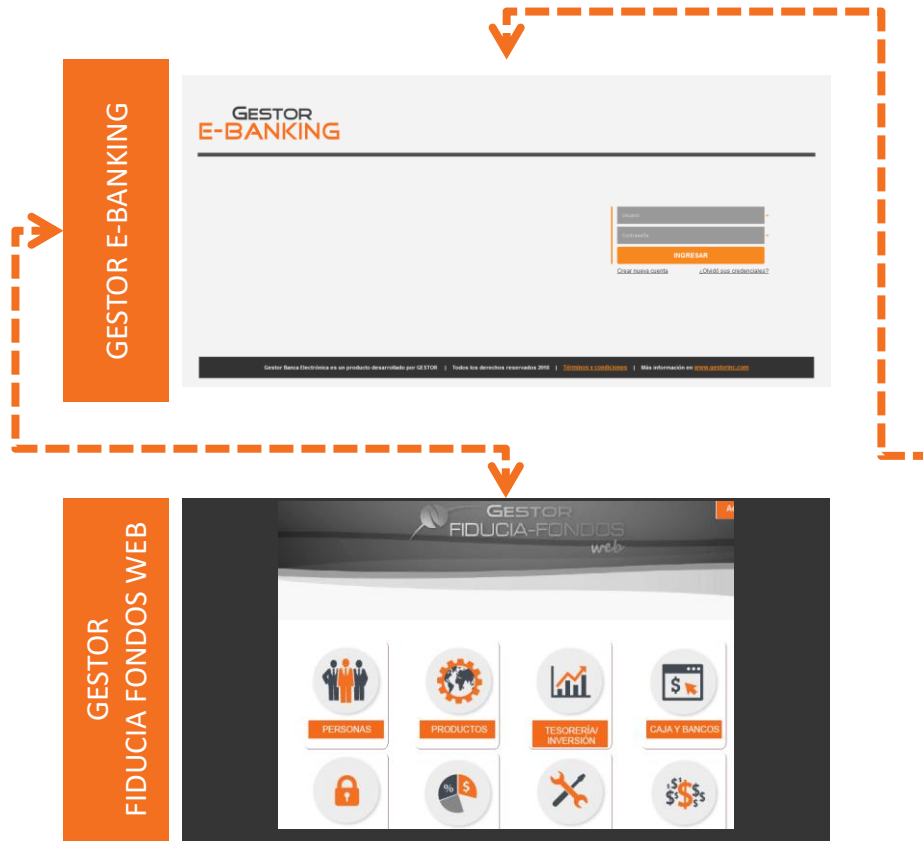 GESTOR E-BANKING
GESTOR
E-BANKING
Usuario
Contraseña
INGRESAR
Crear nueva cuenta ¿Olvidó sus credenciales?
Gestor Banca Electrónica es un producto desarrollado por GESTOR | Todos los derechos reservados 2018 | Términos y condiciones | Más información en www.gestorinc.com
GESTOR
FIDUCIA FONDOS WEB
GESTOR
FIDUCIA-FONDOS
web
PERSONAS
PRODUCTOS
TESORERÍA/
INVERSIÓN
CAJA Y BANCOS